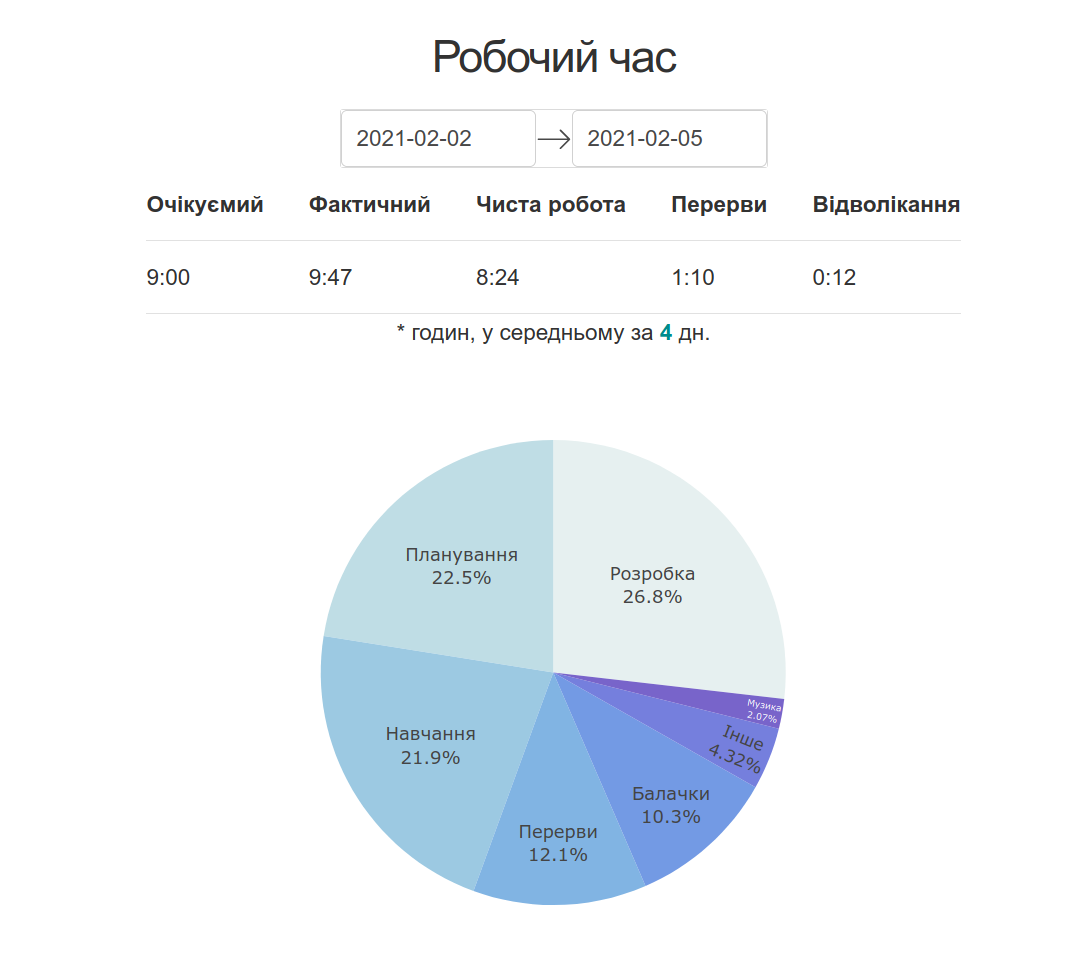 Робочий час
2021-02-02 → 2021-02-05
Очікуємий Фактичний Чиста робота Перерви Відволікання
9:00 9:47 8:24 1:10 0:12
* годин, у середньому за 4 дн.
Планування
22.5%
Розробка
26.8%
Музика
2.07%
Інше
4.32%
Навчання
21.9%
Балачки
10.3%
Перерви
12.1%